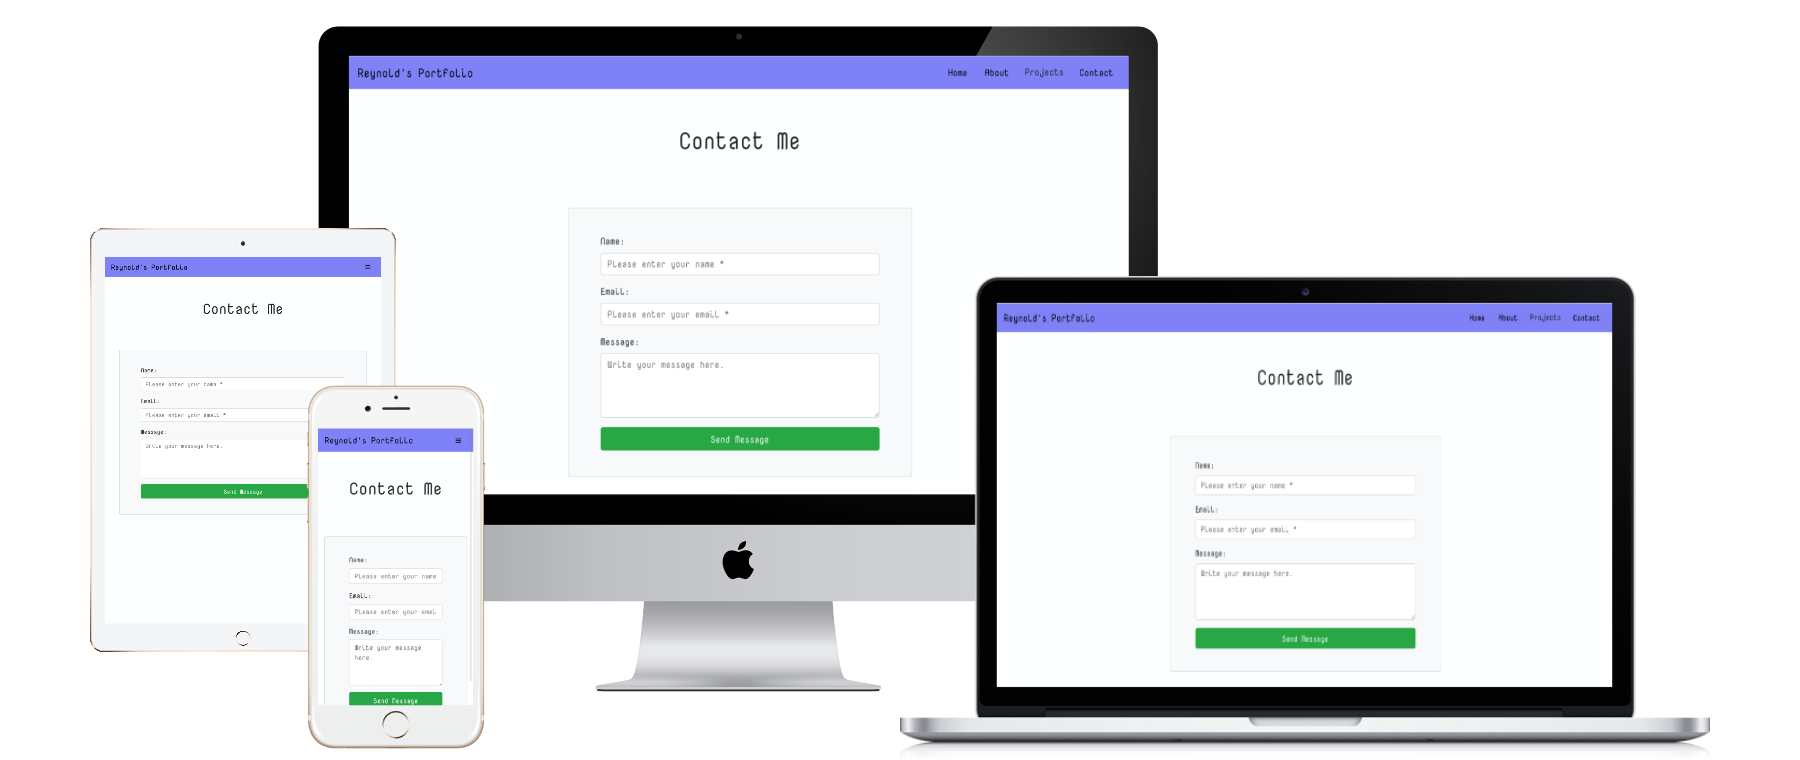 Reynold's Portfolio
Home About Projects Contact
Contact Me
Name:
Please enter your name *
Email:
Please enter your email *
Message:
Write your message here.
Send Message
Reynold's Portfolio
Contact Me
Name:
Please enter your name *
Email:
Please enter your email *
Message:
Write your message here.
Send Message
Reynold's Portfolio
Contact Me
Name:
Please enter your name
Email:
Please enter your emai
Message:
Write your message
here.
Send Message
Reynold's Portfolio
Home About Projects Contact
Contact Me
Name:
Please enter your name *
Email:
Please enter your email *
Message:
Write your message here.
Send Message